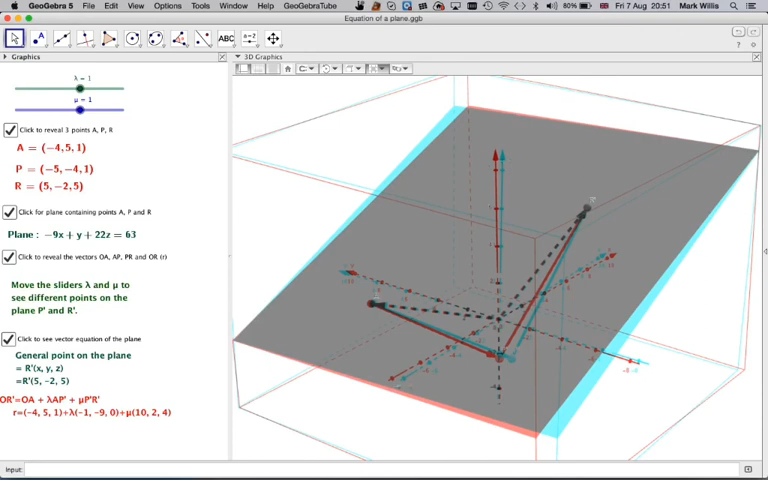 GeoGebra 5 File Edit View Options Tools Window Help GeoGebraTube 80% Fri 7 Aug 20:51 Mark Willis
Equation of a plane.ggb
ABC a=2
Graphics
3D Graphics
λ = 1
μ = 1
Click to reveal 3 points A, P, R
A = (−4,5,1)
P = (−5,−4,1)
R = (5,−2,5)
Click for plane containing points A, P and R
Plane : −9x + y + 22z = 63
Click to reveal the vectors OA, AP, PR and OR (r)
Move the sliders λ and μ to
see different points on the
plane P' and R'.
Click to see vector equation of the plane
General point on the plane
= R'(x, y, z)
=R'(5, −2, 5)
OR'=OA + λAP' + μP'R'
r=(−4, 5, 1)+λ(−1, −9, 0)+μ(10, 2, 4)
Input: